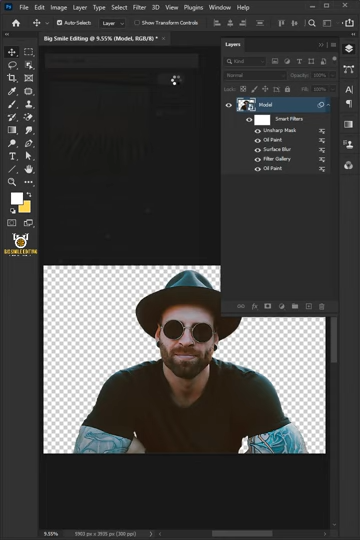 File Edit Image Layer Type Select Filter 3D View Plugins Window Help
Auto-Select: Layer Show Transform Controls
Big Smile Editing @ 9.55% (Model, RGB/8) *
Layers
Kind
Normal Opacity: 100%
Lock: Fill: 100%
Model
Smart Filters
Unsharp Mask
Oil Paint
Surface Blur
Filter Gallery
Oil Paint
BIG SMILE EDITING
9.55%